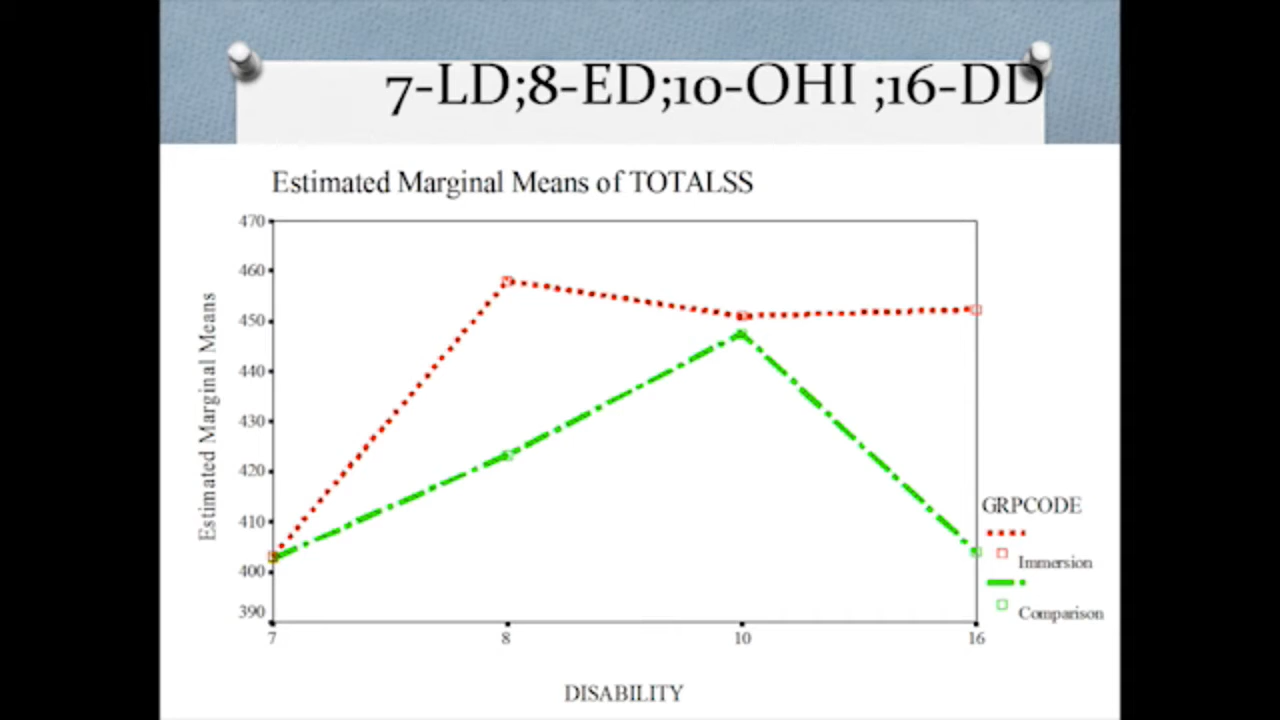 7-LD;8-ED;10-OHI ;16-DD
Estimated Marginal Means of TOTALSS
470
460
450
440
430
420
410
400
390
Estimated Marginal Means
7 8 10 16
DISABILITY
GRPCODE
Immersion
Comparison